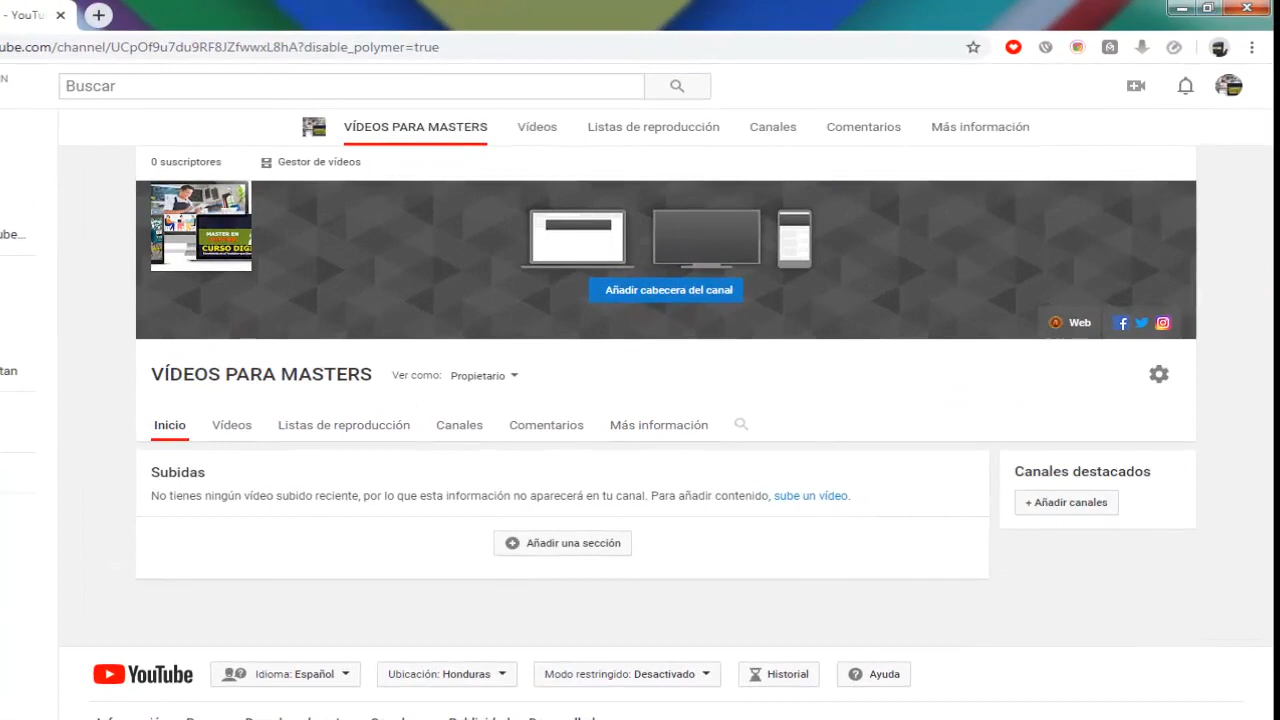 - YouTu
ube.com/channel/UCpOf9u7du9RF8JZfwwxL8hA?disable_polymer=true
N
Buscar
VÍDEOS PARA MASTERS Vídeos Listas de reproducción Canales Comentarios Más información
0 suscriptores Gestor de vídeos
MASTER EN
CURSO DIG
ube...
Añadir cabecera del canal
Web
tan
VÍDEOS PARA MASTERS Ver como: Propietario
Inicio Vídeos Listas de reproducción Canales Comentarios Más información
Subidas
No tienes ningún vídeo subido reciente, por lo que esta información no aparecerá en tu canal. Para añadir contenido, sube un vídeo.
Añadir una sección
Canales destacados
+ Añadir canales
YouTube Idioma: Español Ubicación: Honduras Modo restringido: Desactivado Historial Ayuda